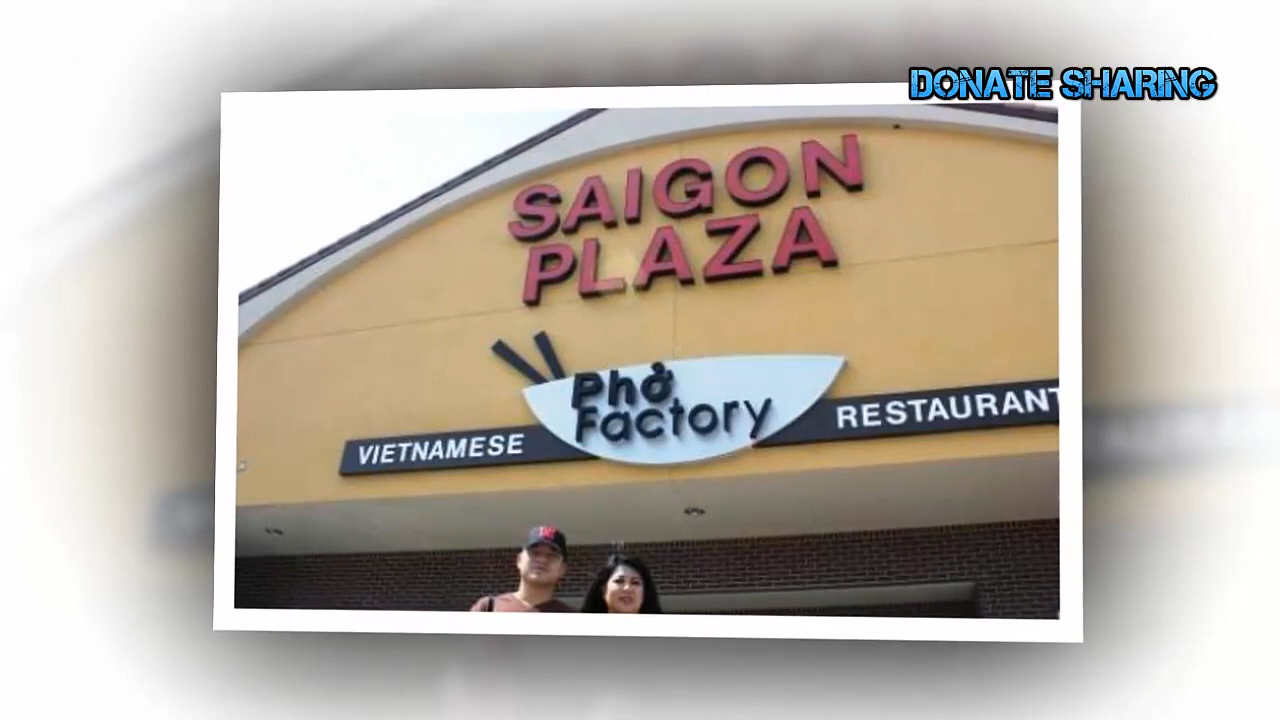 DONATE SHARING
SAIGON
PLAZA
Phở
Factory
VIETNAMESE
RESTAURANT